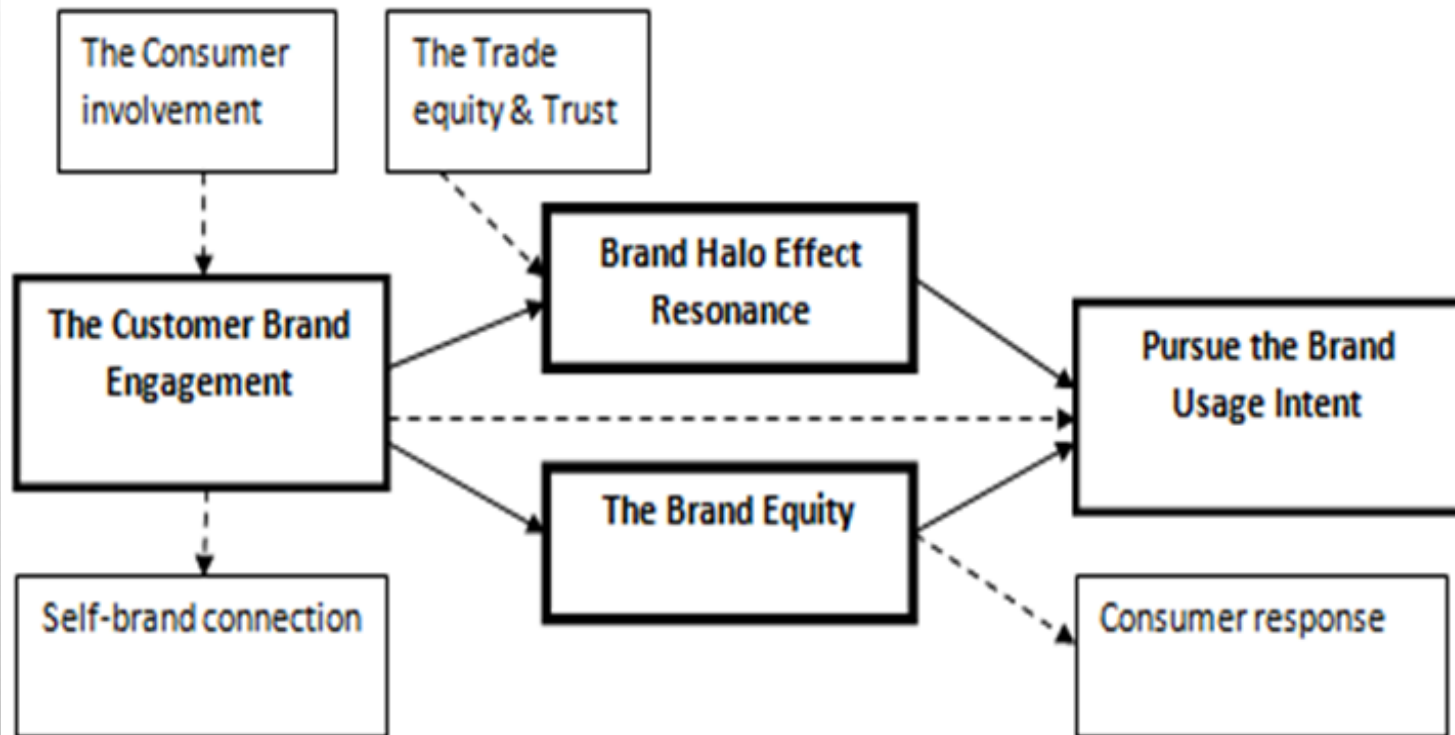 The Consumer
involvement
The Trade
equity & Trust
Brand Halo Effect
Resonance
The Customer Brand
Engagement
Pursue the Brand
Usage Intent
The Brand Equity
Self-brand connection
Consumer response